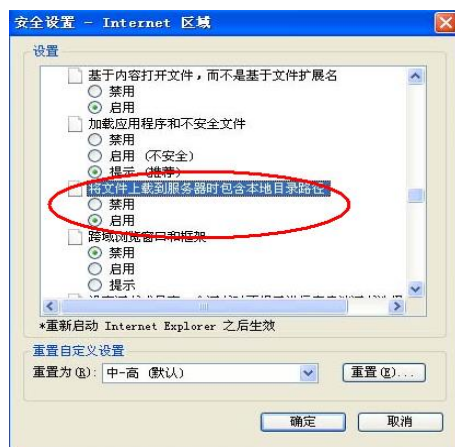 安全设置 - Internet 区域
设置
基于内容打开文件，而不是基于文件扩展名
禁用
启用
加载应用程序和不安全文件
禁用
启用 (不安全)
提示 (推荐)
将文件上载到服务器时包含本地目录路径
禁用
启用
跨域浏览窗口和框架
禁用
启用
提示
*重新启动 Internet Explorer 之后生效
重置自定义设置
重置为(R): 中-高 (默认) 重置(E)...
确定 取消